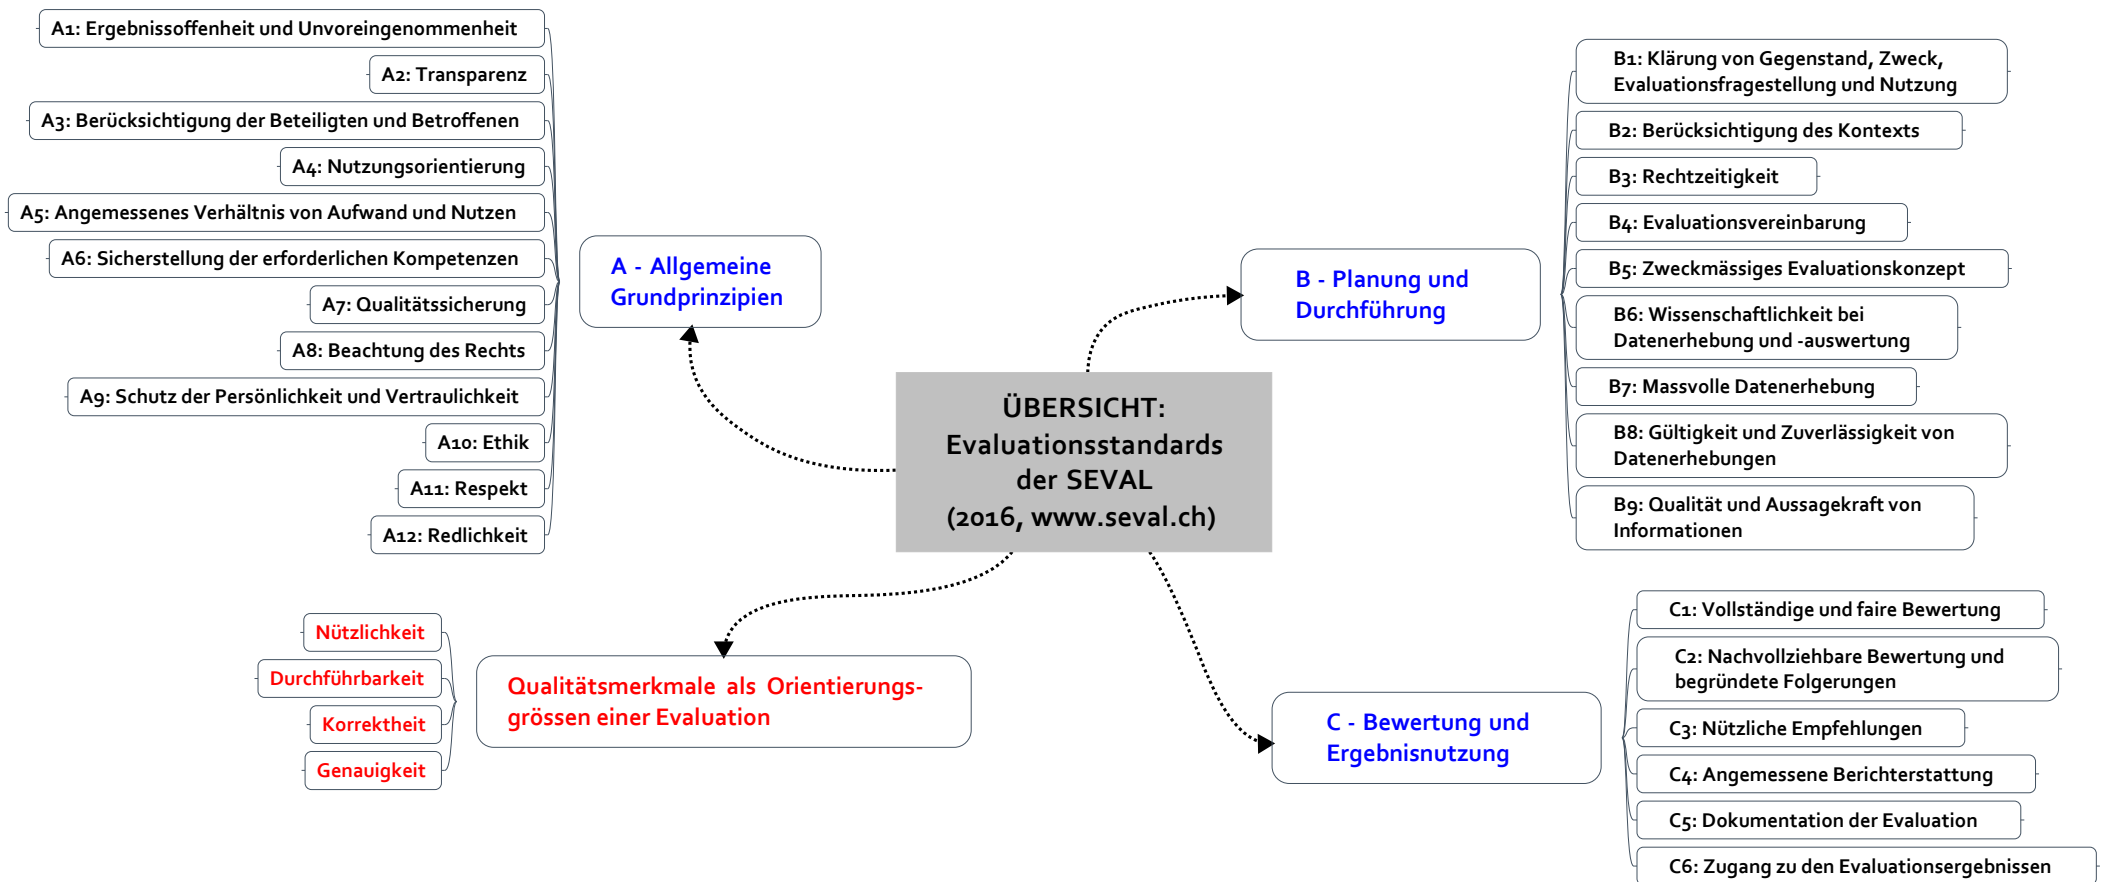 ÜBERSICHT:
Evaluationsstandards
der SEVAL
(2016, www.seval.ch)
A - Allgemeine
Grundprinzipien
A1: Ergebnissoffenheit und Unvoreingenommenheit
A2: Transparenz
A3: Berücksichtigung der Beteiligten und Betroffenen
A4: Nutzungsorientierung
A5: Angemessenes Verhältnis von Aufwand und Nutzen
A6: Sicherstellung der erforderlichen Kompetenzen
A7: Qualitätssicherung
A8: Beachtung des Rechts
A9: Schutz der Persönlichkeit und Vertraulichkeit
A10: Ethik
A11: Respekt
A12: Redlichkeit
B - Planung und
Durchführung
B1: Klärung von Gegenstand, Zweck,
Evaluationsfragestellung und Nutzung
B2: Berücksichtigung des Kontexts
B3: Rechtzeitigkeit
B4: Evaluationsvereinbarung
B5: Zweckmässiges Evaluationskonzept
B6: Wissenschaftlichkeit bei
Datenerhebung und -auswertung
B7: Massvolle Datenerhebung
B8: Gültigkeit und Zuverlässigkeit von
Datenerhebungen
B9: Qualität und Aussagekraft von
Informationen
Qualitätsmerkmale als Orientierungs-
grössen einer Evaluation
Nützlichkeit
Durchführbarkeit
Korrektheit
Genauigkeit
C - Bewertung und
Ergebnisnutzung
C1: Vollständige und faire Bewertung
C2: Nachvollziehbare Bewertung und
begründete Folgerungen
C3: Nützliche Empfehlungen
C4: Angemessene Berichterstattung
C5: Dokumentation der Evaluation
C6: Zugang zu den Evaluationsergebnissen